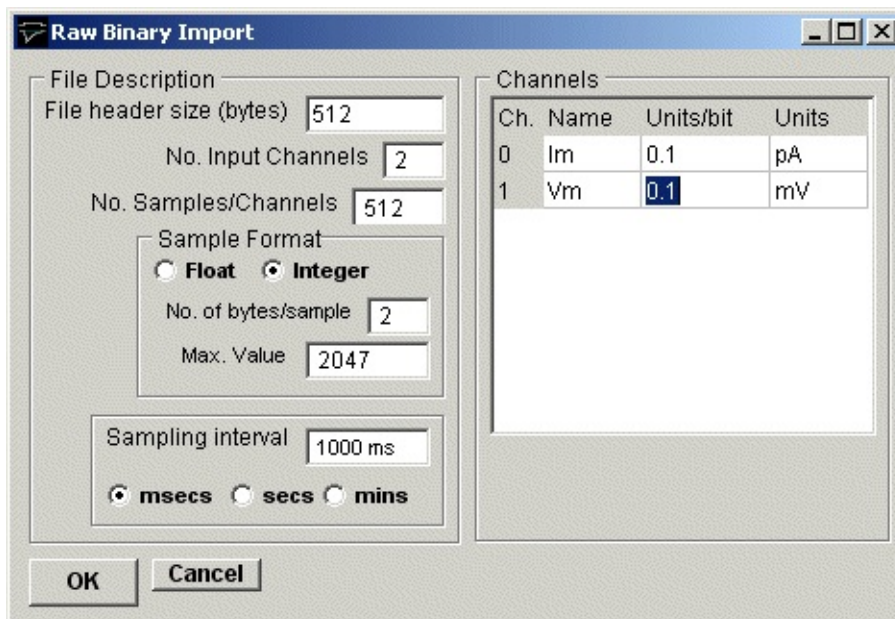 Raw Binary Import
File Description
File header size (bytes) 512
No. Input Channels 2
No. Samples/Channels 512
Sample Format
Float Integer
No. of bytes/sample 2
Max. Value 2047
Sampling interval 1000 ms
msecs secs mins
Channels
Ch. Name Units/bit Units
0 Im 0.1 pA
1 Vm 0.1 mV
OK Cancel